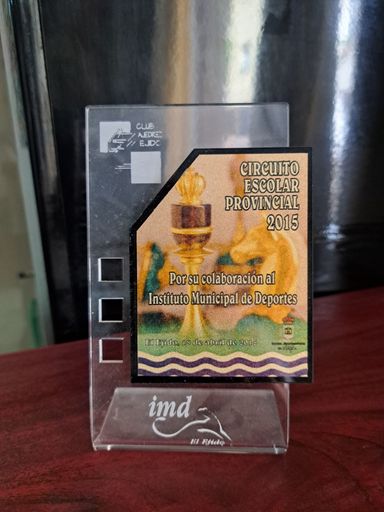 CLUB
AJEDREZ
EJIDO
CIRCUITO
ESCOLAR
PROVINCIAL
2015
Por su colaboración al
Instituto Municipal de Deportes
El Ejido, 18 de abril de 2015
imd
El Ejido